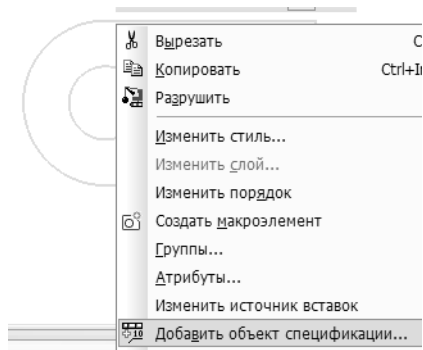 Вырезать
Копировать Ctrl+I
Разрушить
Изменить стиль...
Изменить слой...
Изменить порядок
Создать макроэлемент
Группы...
Атрибуты...
Изменить источник вставок
Добавить объект спецификации...